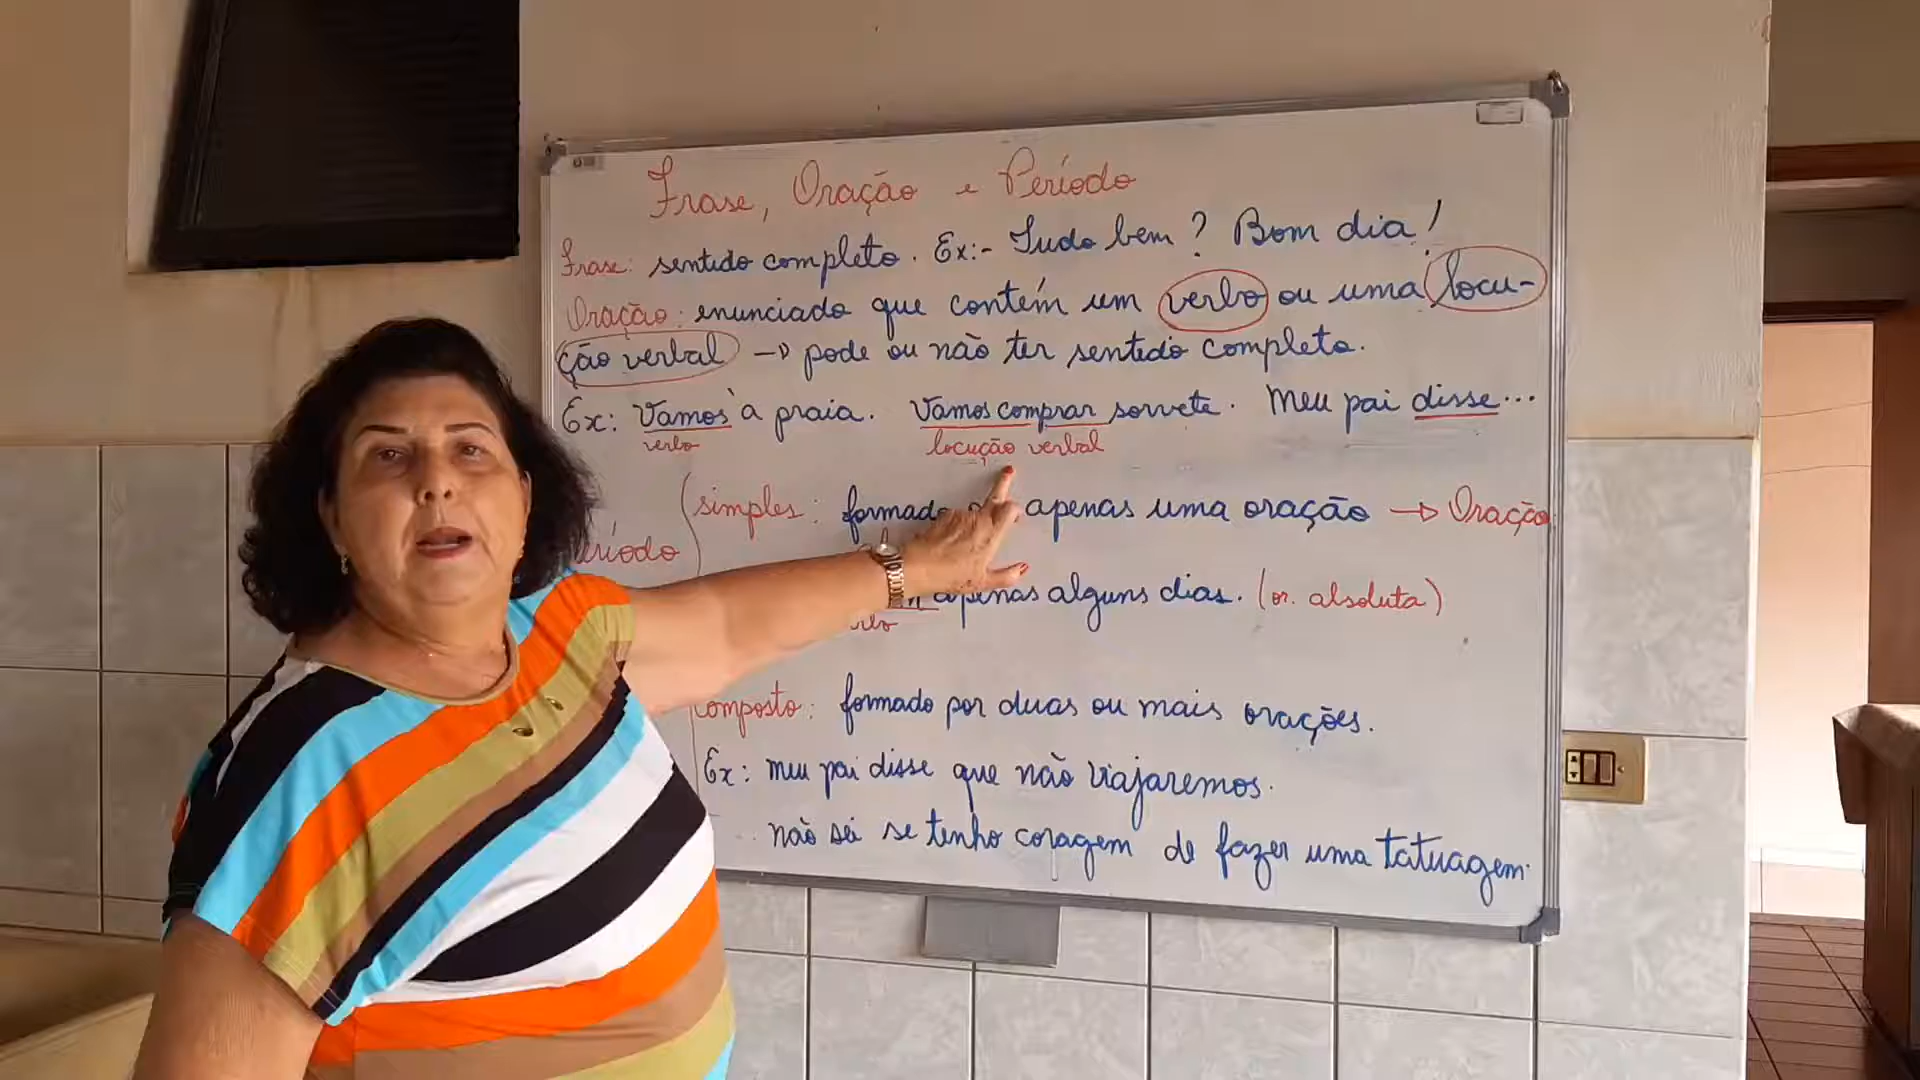 Frase, Oração e Período
Frase: sentido completo. Ex:- Tudo bem? Bom dia!
Oração: enunciado que contém um verbo ou uma locu-
ção verbal → pode ou não ter sentido completo.
Ex: Vamos à praia. Vamos comprar sorvete. Meu pai disse...
verbo locução verbal
simples: formado apenas uma oração → Oração
apenas alguns dias. (or. absoluta)
composto: formado por duas ou mais orações.
Ex: meu pai disse que não viajaremos.
não sei se tenho coragem de fazer uma tatuagem.